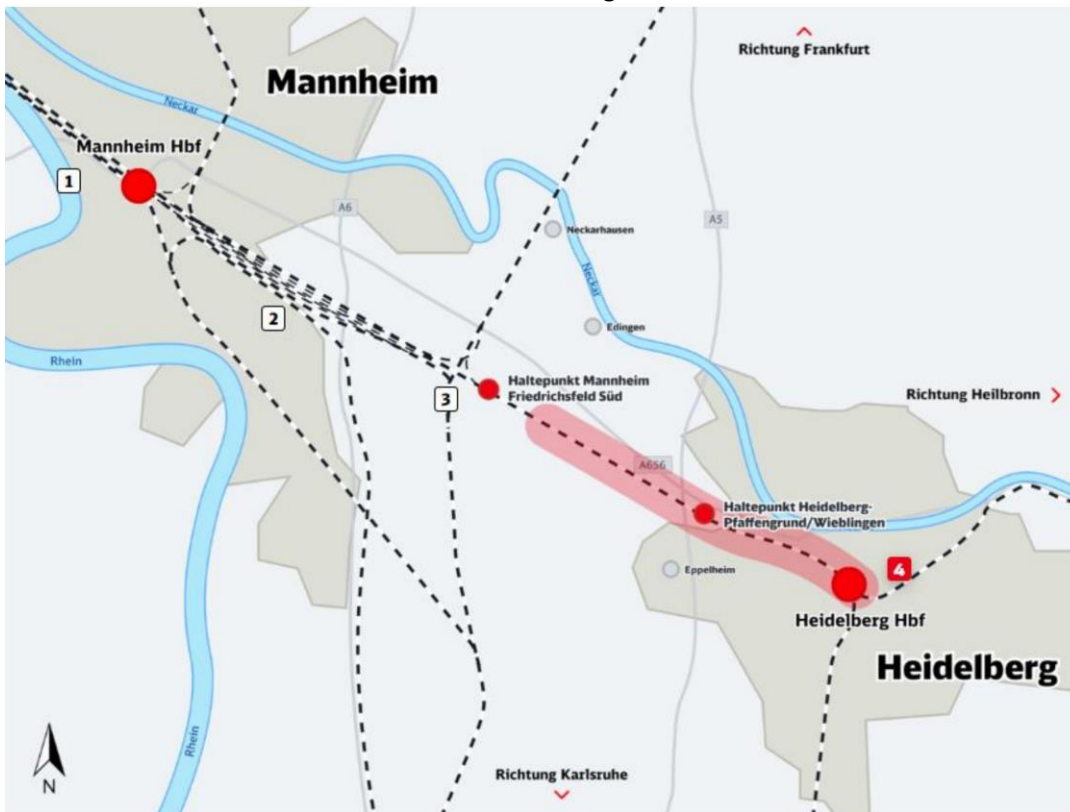 Richtung Frankfurt
Mannheim
Neckar
Mannheim Hbf
1
A6
A5
Neckarhausen
Neckar
2
Edingen
Rhein
Haltepunkt Mannheim
Friedrichsfeld Süd
3
Richtung Heilbronn
A656
Haltepunkt Heidelberg-
Pfaffengrund/Wieblingen
Eppelheim
4
Heidelberg Hbf
Heidelberg
Rhein
N
Richtung Karlsruhe